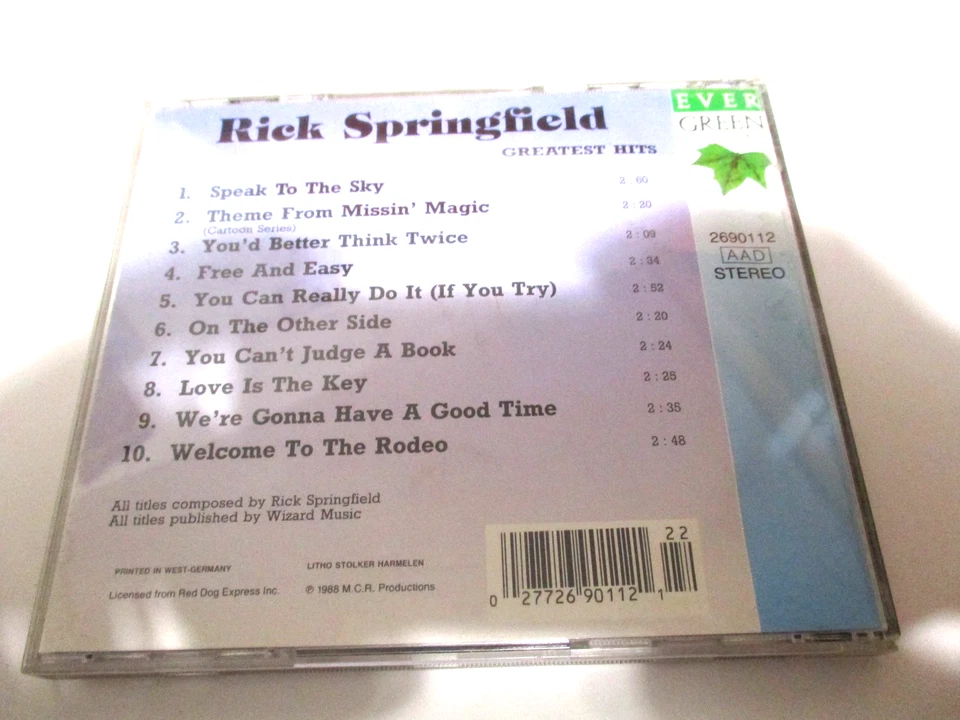 Rick Springfield
GREATEST HITS
EVER
GREEN
1. Speak To The Sky 2:60
2. Theme From Missin' Magic 2:20
(Cartoon Series)
3. You'd Better Think Twice 2:09
4. Free And Easy 2:34
5. You Can Really Do It (If You Try) 2:52
6. On The Other Side 2:20
7. You Can't Judge A Book 2:24
8. Love Is The Key 2:25
9. We're Gonna Have A Good Time 2:35
10. Welcome To The Rodeo 2:48
2690112
AAD
STEREO
All titles composed by Rick Springfield
All titles published by Wizard Music
PRINTED IN WEST-GERMANY LITHO STOLKER HARMELEN
Licensed from Red Dog Express Inc. ℗ 1988 M.C.R. Productions
22
0 27726 90112 1